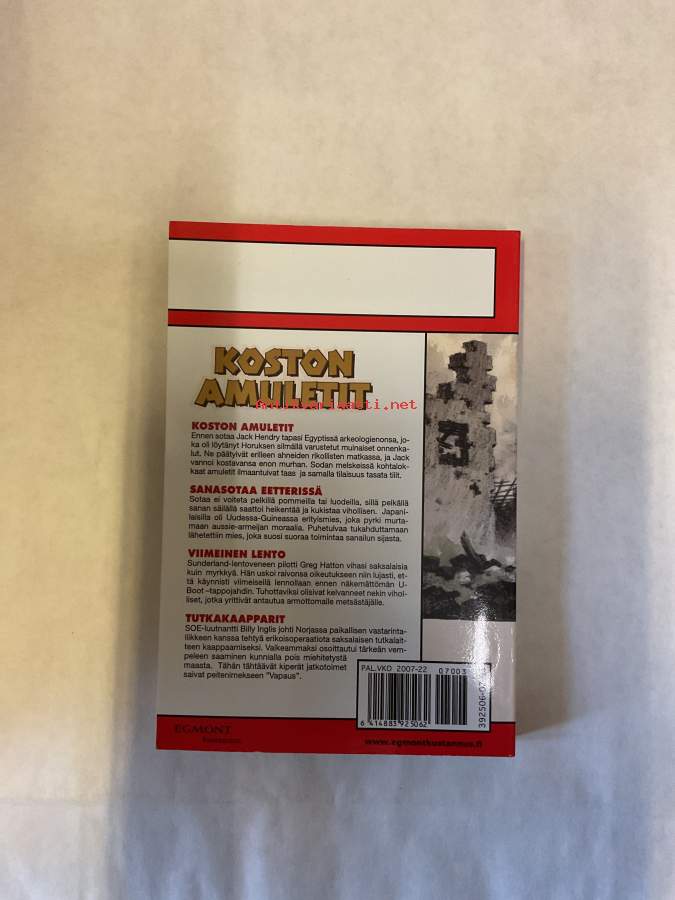 KOSTON
AMULETIT
Antikvariaatti.net
KOSTON AMULETIT
Ennen sotaa Jack Hendry tapasi Egyptissä arkeologienonsa, jo-
ka oli löytänyt Horuksen silmällä varustetut muinaiset onnenka-
lut. Ne päätyivät erilleen ahneiden rikollisten matkassa, ja Jack
vannoi kostavansa enon murhan. Sodan melskeissä kohtalok-
kaat amuletit ilmaantuivat taas ja samalla tilaisuus tasata tilit.
SANASOTAA EETTERISSÄ
Sotaa ei voiteta pelkillä pommeilla tai luodeilla, sillä pelkällä
sanan säilällä saattoi heikentää ja kukistaa vihollisen. Japani-
laisilla oli Uudessa-Guineassa erityismies, joka pyrki murta-
maan aussie-armeijan moraalia. Puhetulvaa tukahduttamaan
lähetettiin mies, joka suosi suoraa toimintaa sanailun sijasta.
VIIMEINEN LENTO
Sunderland-lentoveneen pilotti Greg Hatton vihasi saksalaisia
kuin myrkkyä. Hän uskoi raivonsa oikeutukseen niin lujasti, et-
tä käynnisti viimeisellä lennollaan ennen näkemättömän U-
Boot -tappojahdin. Tuhottaviksi olisivat kelvanneet nekin vihol-
liset, jotka yrittivät antautua armottomalle metsästäjälle.
TUTKAKAAPPARIT
SOE-luutnantti Billy Inglis johti Norjassa paikallisen vastarinta-
liikkeen kanssa tehtyä erikoisoperaatiota saksalaisen tutkalait-
teen kaappaamiseksi. Vaikeammaksi osoittautui tärkeän vem-
peleen saaminen kunnialla pois miehitetystä
maasta. Tähän tähtäävät kiperät jatkotoimet
saivat peitenimekseen "Vapaus".
PAL.VKO 2007-22
07003
6 414883 925062
392506-07
EGMONT
www.egmontkustannus.fi